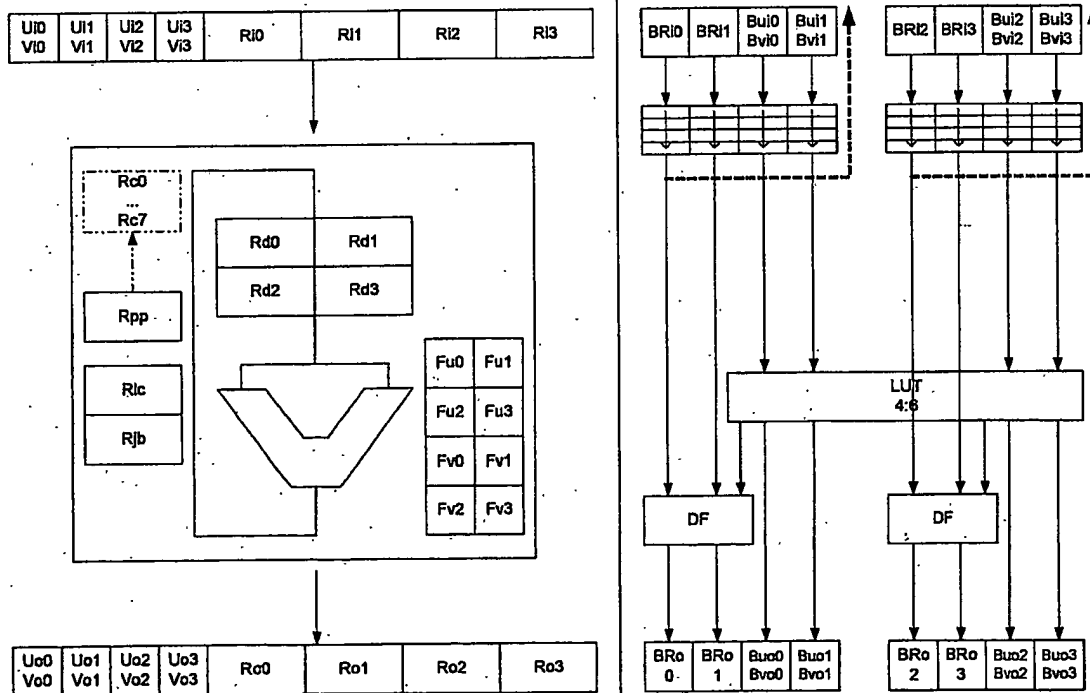 Ui0 Ui1 Ui2 Ui3
Vi0 Vi1 Vi2 Vi3
Ri0 Ri1 Ri2 Ri3
Rc0
...
Rc7
Rpp
Rlc
Rjb
Rd0 Rd1
Rd2 Rd3
Fu0 Fu1
Fu2 Fu3
Fv0 Fv1
Fv2 Fv3
Uo0 Uo1 Uo2 Uo3
Vo0 Vo1 Vo2 Vo3
Rc0 Ro1 Ro2 Ro3
BRi0 BRi1
Bui0 Bui1
Bvi0 Bvi1
BRi2 BRi3
Bui2 Bui3
Bvi2 Bvi3
LUT
4:6
DF
DF
BRo BRo Buo0 Buo1
0 1 Bvo0 Bvo1
BRo BRo Buo2 Buo3
2 3 Bvo2 Bvo3